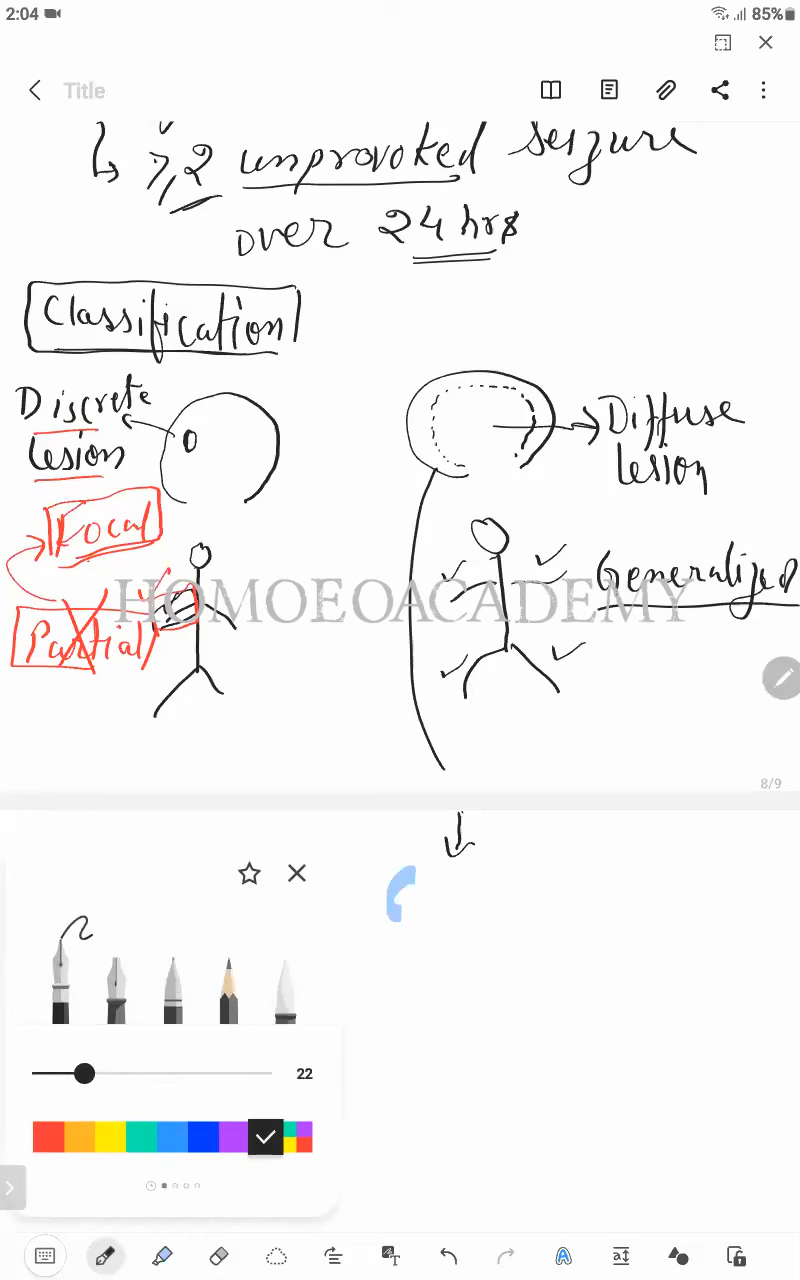 2:04
85%
Title
↳ ≥2 unprovoked seizure
over 24 hrs
Classification
Discrete
lesion
Focal
Partial
Diffuse
lesion
Generalized
HOMOEOACADEMY
8/9
22